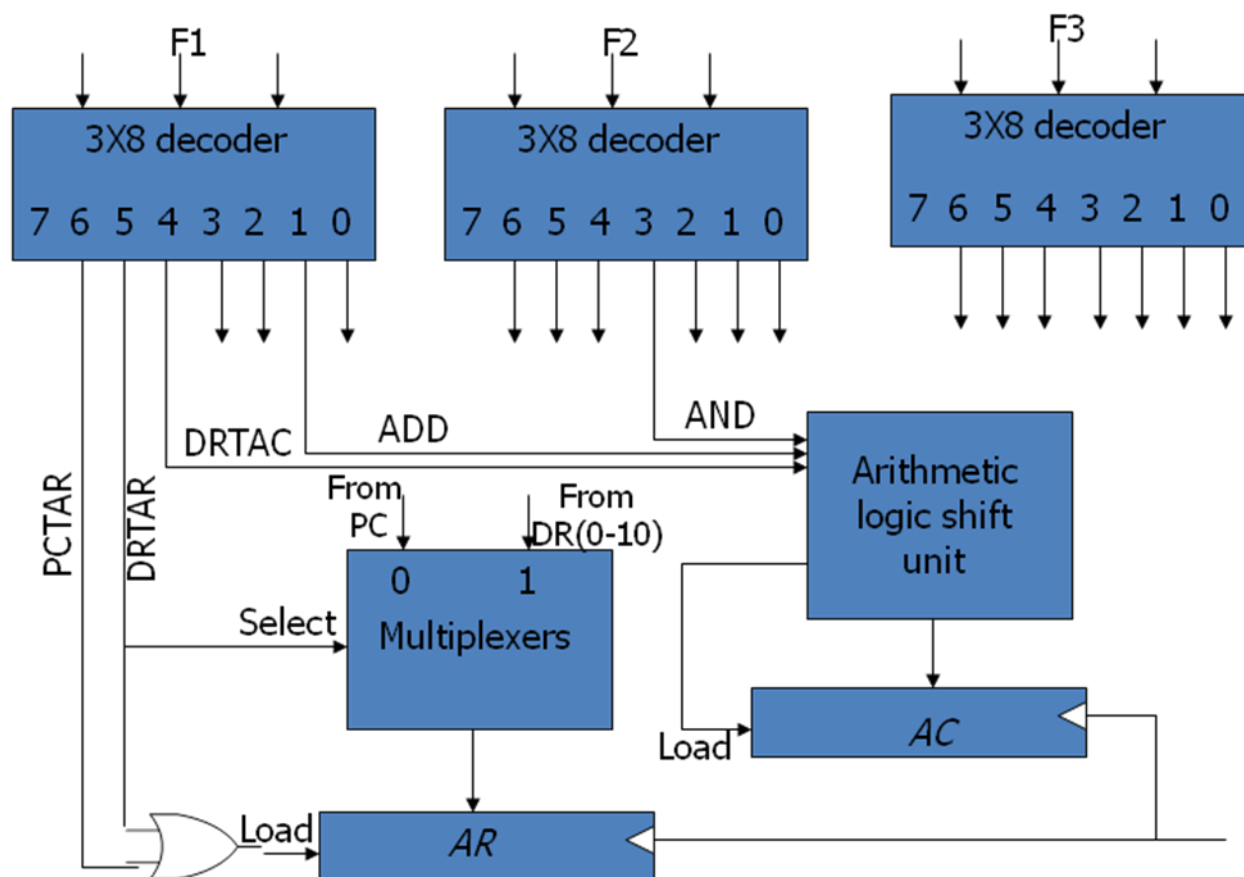 F1
F2
F3
3X8 decoder
3X8 decoder
3X8 decoder
7 6 5 4 3 2 1 0
7 6 5 4 3 2 1 0
7 6 5 4 3 2 1 0
PCTAR
DRTAR
DRTAC
ADD
AND
From
PC
From
DR(0-10)
0 1
Multiplexers
Select
Arithmetic
logic shift
unit
Load
AC
Load
AR